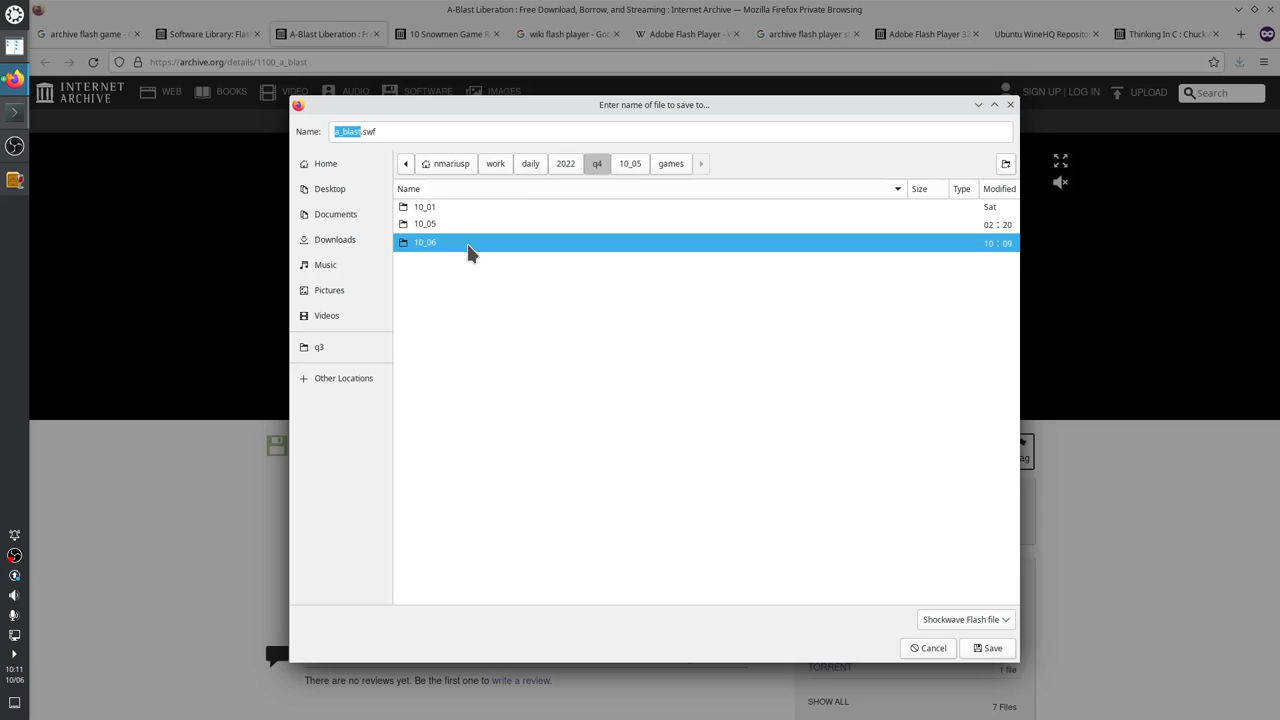 A-Blast Liberation : Free Download, Borrow, and Streaming : Internet Archive — Mozilla Firefox Private Browsing
archive flash game - G
Software Library: Flash
A-Blast Liberation : Fre
10 Snowmen Game R
wiki flash player - Goo
Adobe Flash Player - W
archive flash player st
Adobe Flash Player 32
Ubuntu WineHQ Reposito
Thinking In C : Chuck A
https://archive.org/details/1100_a_blast
INTERNET ARCHIVE
WEB
BOOKS
VIDEO
AUDIO
SOFTWARE
IMAGES
SIGN UP | LOG IN
UPLOAD
Search
Enter name of file to save to...
Name:
a_blast.swf
nmariusp
work
daily
2022
q4
10_05
games
Home
Desktop
Documents
Downloads
Music
Pictures
Videos
q3
Other Locations
Name
Size
Type
Modified
10_01
Sat
10_05
02 : 20
10_06
10 : 09
Shockwave Flash file
Cancel
Save
ag
TORRENT
1 file
There are no reviews yet. Be the first one to write a review.
SHOW ALL
7 Files
10:11
10/06